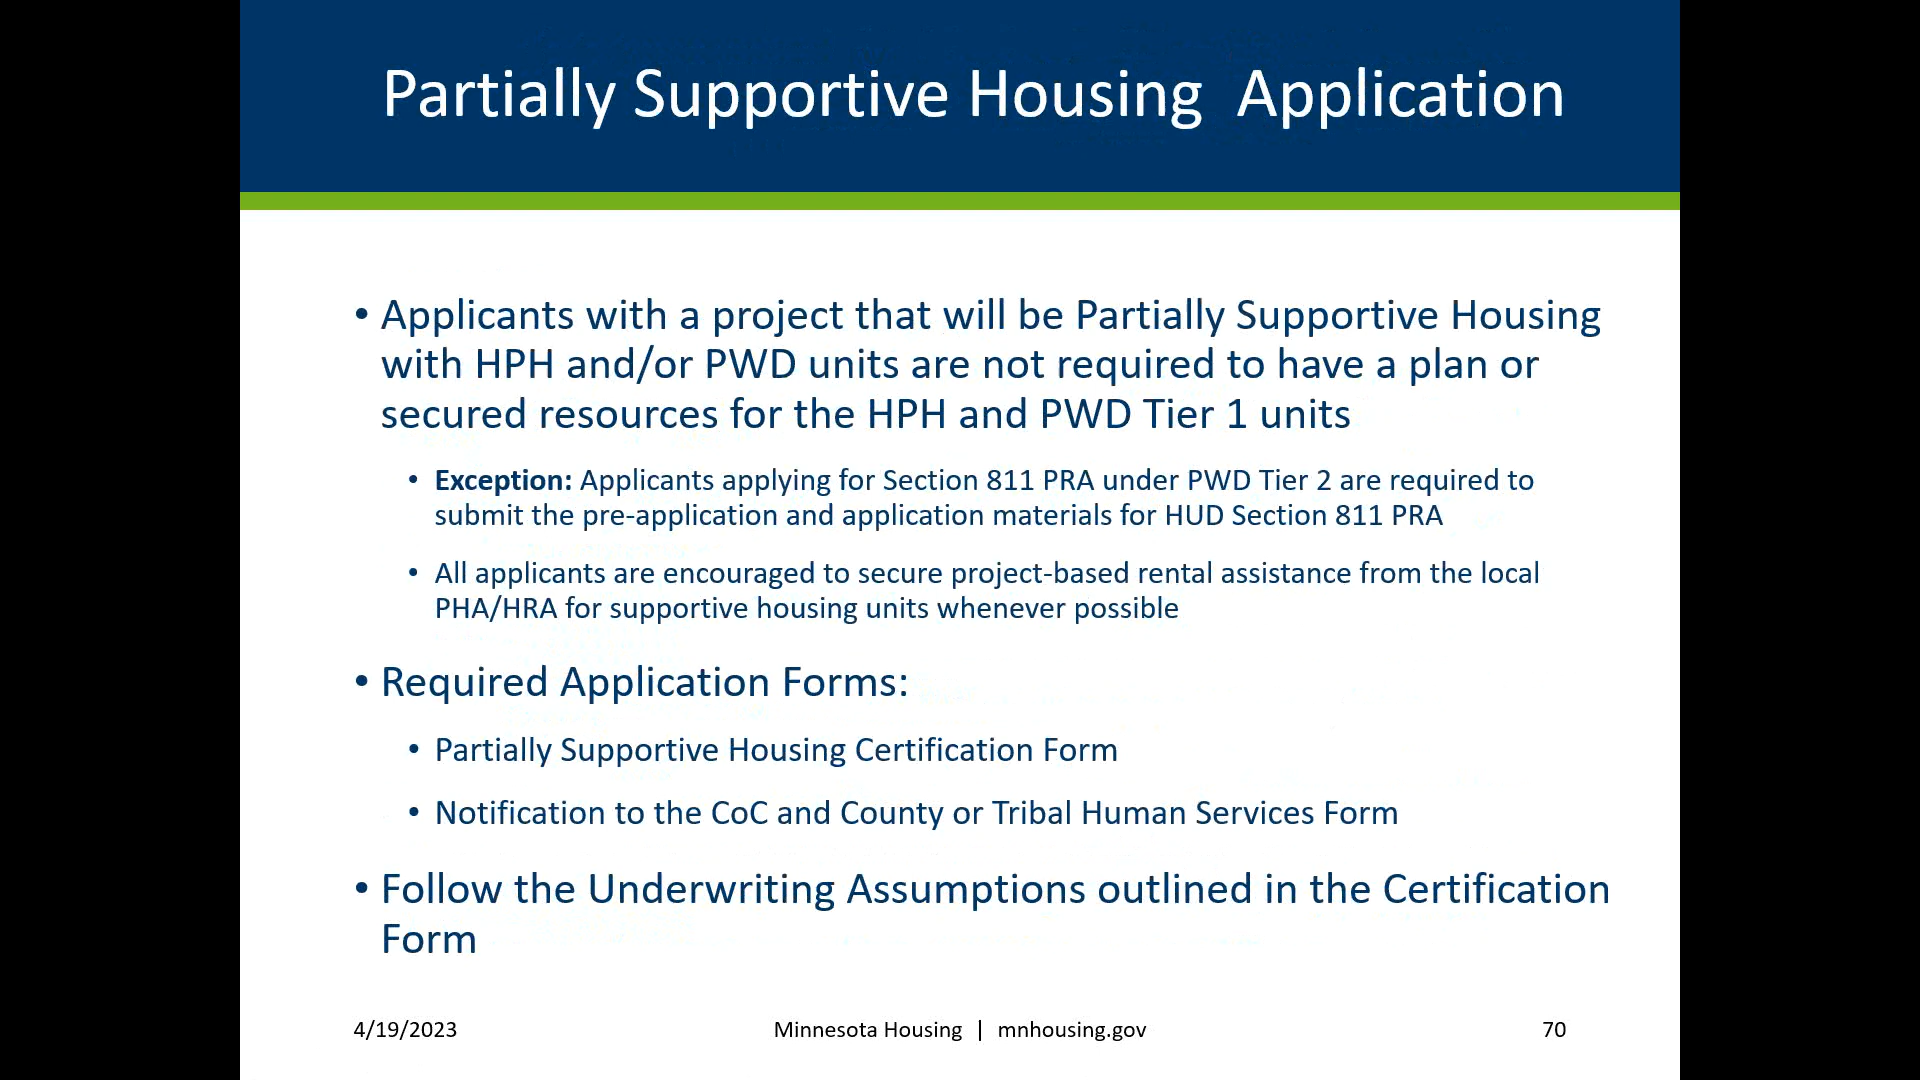 Partially Supportive Housing  Application
• Applicants with a project that will be Partially Supportive Housing
with HPH and/or PWD units are not required to have a plan or
secured resources for the HPH and PWD Tier 1 units
• Exception: Applicants applying for Section 811 PRA under PWD Tier 2 are required to
submit the pre-application and application materials for HUD Section 811 PRA
• All applicants are encouraged to secure project-based rental assistance from the local
PHA/HRA for supportive housing units whenever possible
• Required Application Forms:
• Partially Supportive Housing Certification Form
• Notification to the CoC and County or Tribal Human Services Form
• Follow the Underwriting Assumptions outlined in the Certification
Form
4/19/2023
Minnesota Housing | mnhousing.gov
70